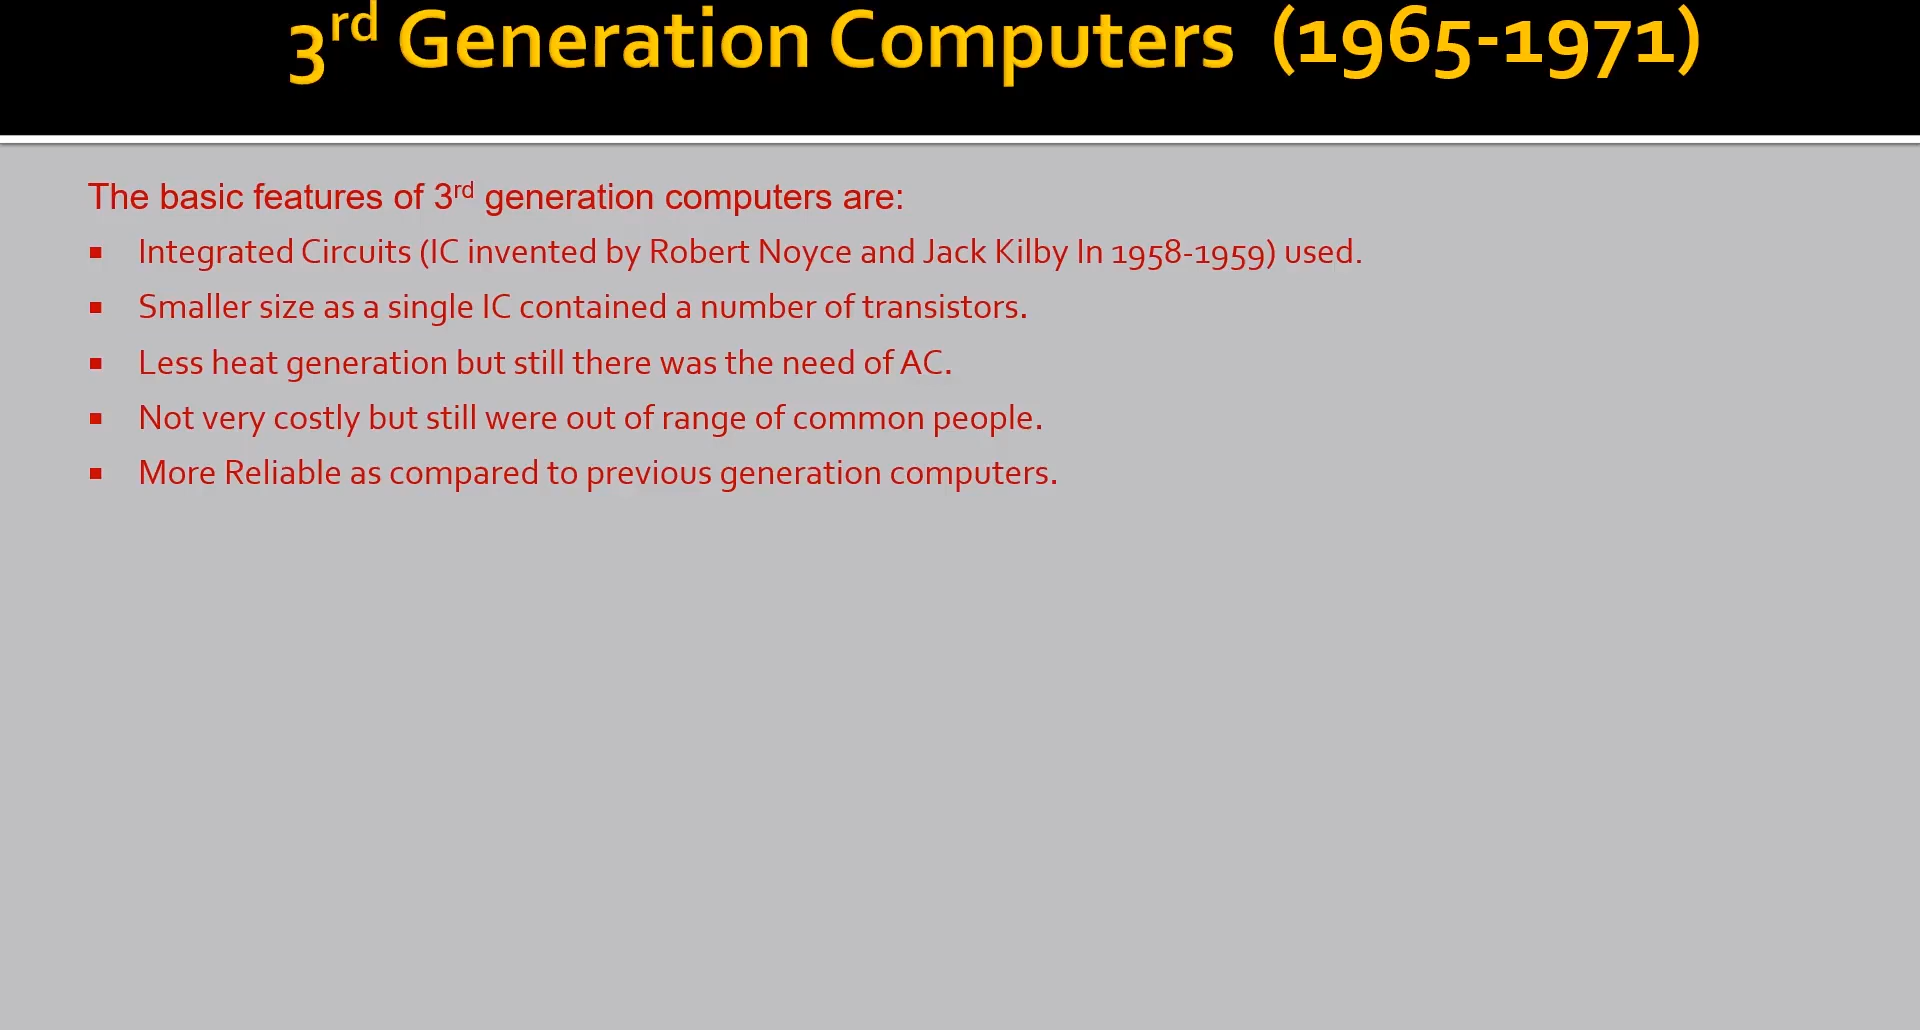 3rd Generation Computers (1965-1971)
The basic features of 3rd generation computers are:
▪ Integrated Circuits (IC invented by Robert Noyce and Jack Kilby In 1958-1959) used.
▪ Smaller size as a single IC contained a number of transistors.
▪ Less heat generation but still there was the need of AC.
▪ Not very costly but still were out of range of common people.
▪ More Reliable as compared to previous generation computers.